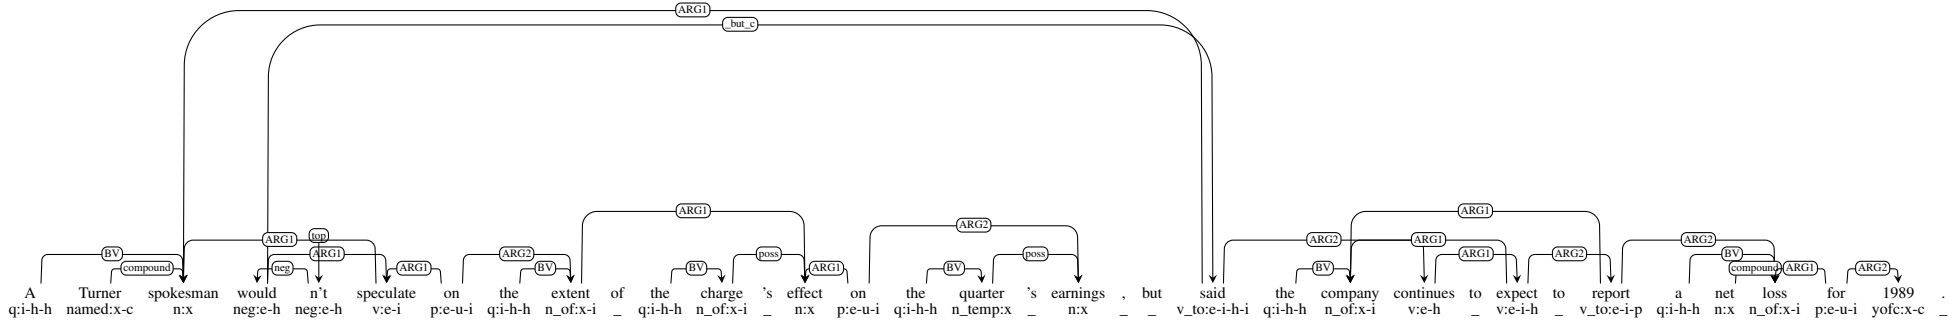 ARG1
_but_c
ARG1 ARG1
top ARG2
ARG1 ARG2 ARG1
BV ARG1 ARG2 poss poss ARG1 ARG2 ARG2 BV
compound neg ARG1 BV BV ARG1 BV BV compound ARG1 ARG2
A Turner spokesman would n't speculate on the extent of the charge 's effect on the quarter 's earnings , but said the company continues to expect to report a net loss for 1989 .
q:i-h-h named:x-c n:x neg:e-h neg:e-h v:e-i p:e-u-i q:i-h-h n_of:x-i _ q:i-h-h n_of:x-i _ n:x p:e-u-i q:i-h-h n_temp:x _ n:x _ _ v_to:e-i-h-i q:i-h-h n_of:x-i v:e-h _ v:e-i-h _ v_to:e-i-p q:i-h-h n:x n_of:x-i p:e-u-i yofc:x-c _